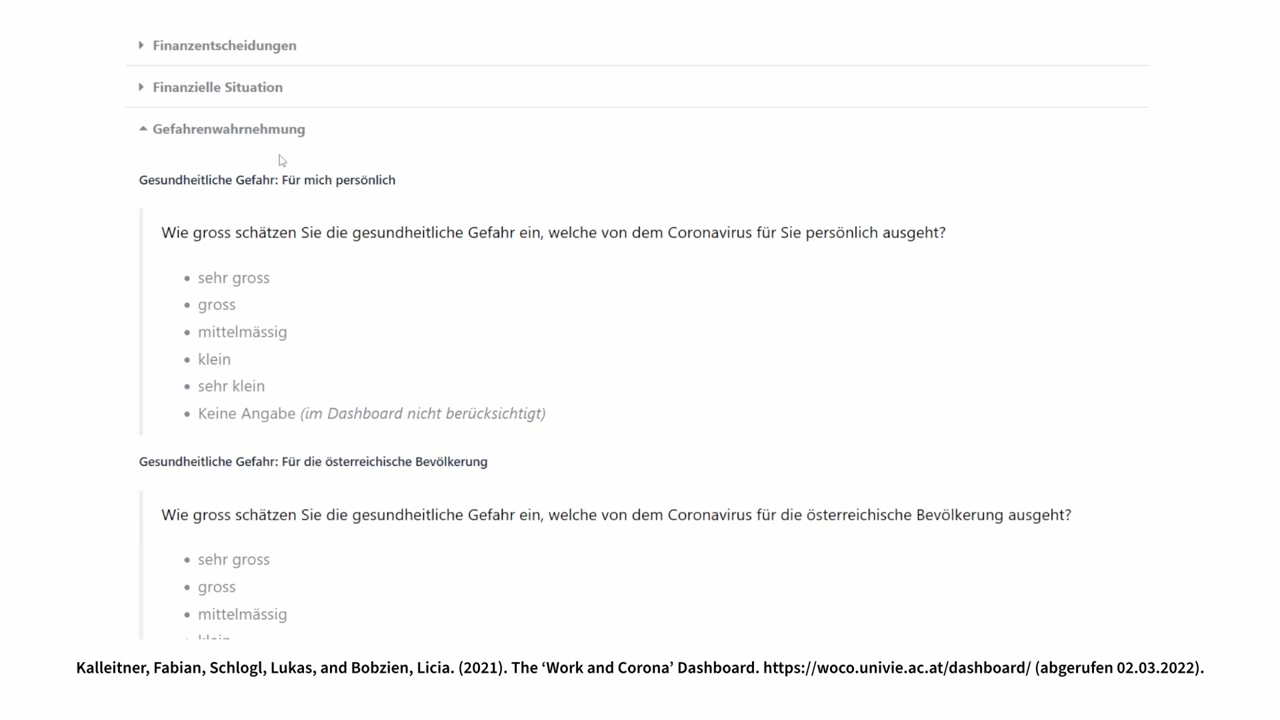 Finanzentscheidungen
Finanzielle Situation
Gefahrenwahrnehmung
Gesundheitliche Gefahr: Für mich persönlich
Wie gross schätzen Sie die gesundheitliche Gefahr ein, welche von dem Coronavirus für Sie persönlich ausgeht?
• sehr gross
• gross
• mittelmässig
• klein
• sehr klein
• Keine Angabe (im Dashboard nicht berücksichtigt)
Gesundheitliche Gefahr: Für die österreichische Bevölkerung
Wie gross schätzen Sie die gesundheitliche Gefahr ein, welche von dem Coronavirus für die österreichische Bevölkerung ausgeht?
• sehr gross
• gross
• mittelmässig
• klein
Kalleitner, Fabian, Schlogl, Lukas, and Bobzien, Licia. (2021). The ‘Work and Corona’ Dashboard. https://woco.univie.ac.at/dashboard/ (abgerufen 02.03.2022).